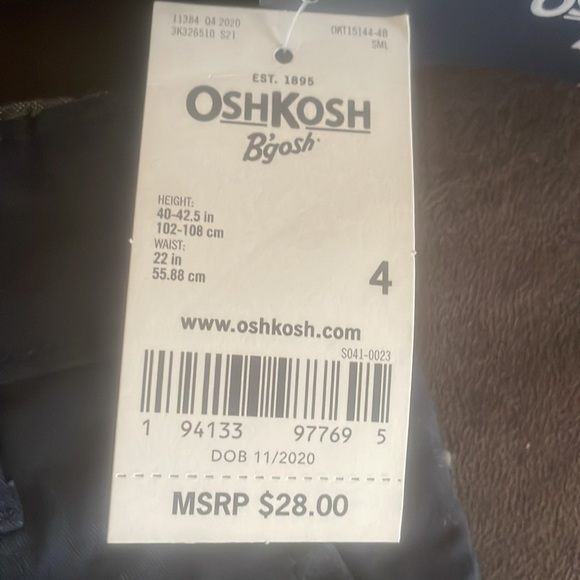 11384 Q4 2020
3K326510 S21
OKT15144-4B
SML
EST. 1895
OSHKOSH
B'gosh
HEIGHT:
40-42.5 in
102-108 cm
WAIST:
22 in
55.88 cm
4
www.oshkosh.com
S041-0023
1 94133 97769 5
DOB 11/2020
MSRP $28.00